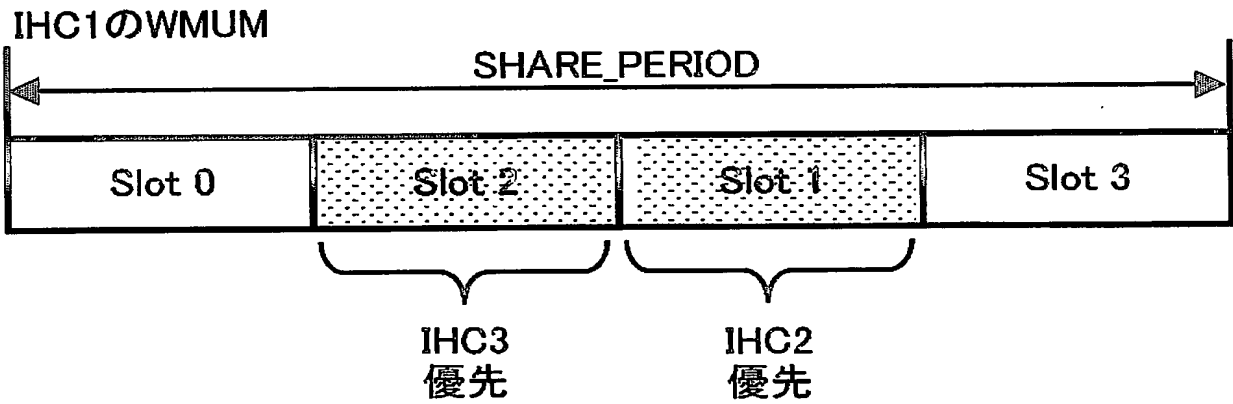 IHC1のWMUM
SHARE_PERIOD
Slot 0
Slot 2
Slot 1
Slot 3
IHC3
優先
IHC2
優先